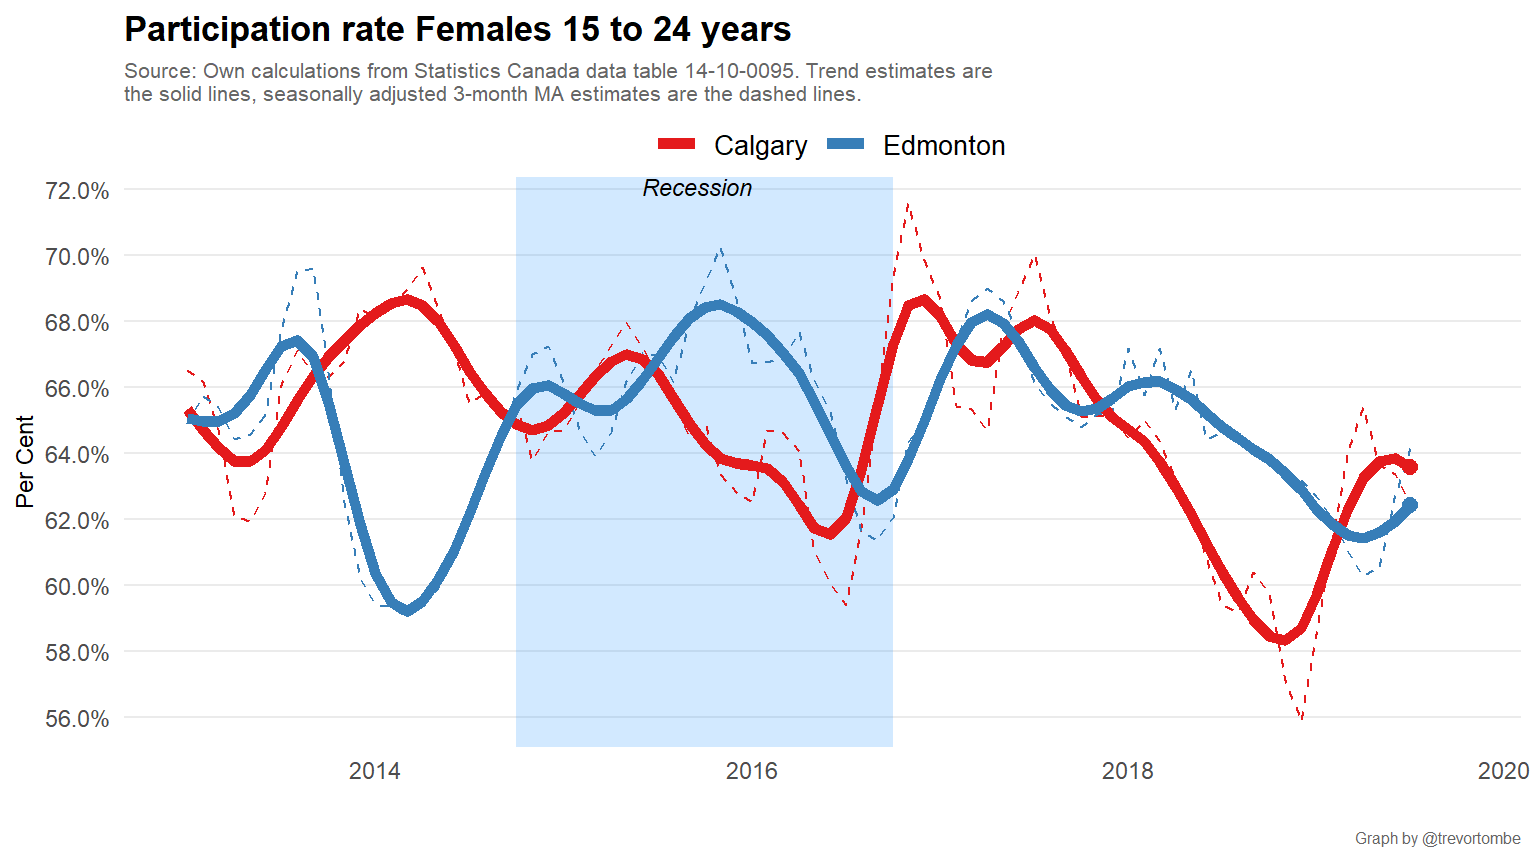 Participation rate Females 15 to 24 years
Source: Own calculations from Statistics Canada data table 14-10-0095. Trend estimates are
the solid lines, seasonally adjusted 3-month MA estimates are the dashed lines.
Calgary Edmonton
Recession
72.0%
70.0%
68.0%
66.0%
64.0%
62.0%
60.0%
58.0%
56.0%
Per Cent
2014 2016 2018 2020
Graph by @trevortombe